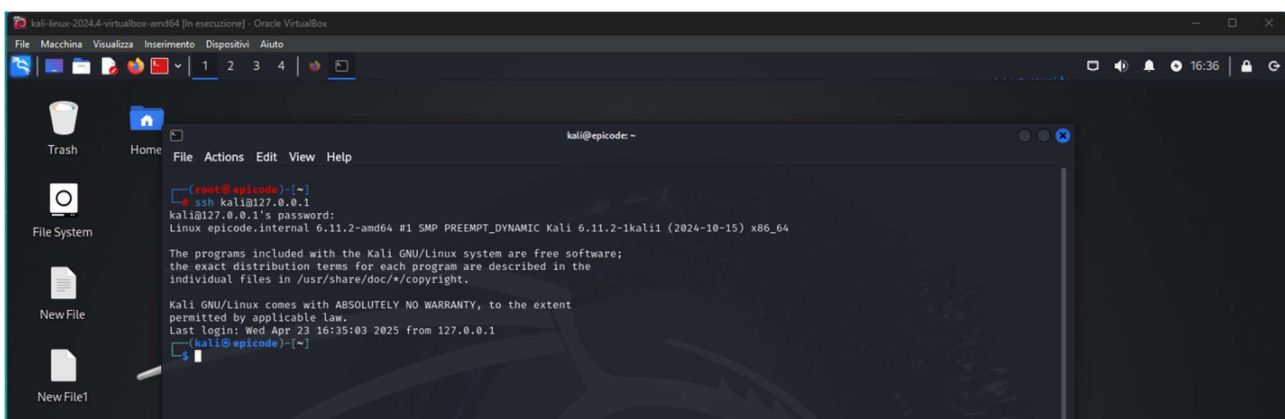 kali-linux-2024.4-virtualbox-amd64 [In esecuzione] - Oracle VirtualBox
File Macchina Visualizza Inserimento Dispositivi Aiuto
1 2 3 4 16:36
Trash
Home
File System
New File
New File1
kali@epicode: ~
File Actions Edit View Help
┌──(root㉿epicode)-[~]
└─# ssh kali@127.0.0.1
kali@127.0.0.1's password:
Linux epicode.internal 6.11.2-amd64 #1 SMP PREEMPT_DYNAMIC Kali 6.11.2-1kali1 (2024-10-15) x86_64
The programs included with the Kali GNU/Linux system are free software;
the exact distribution terms for each program are described in the
individual files in /usr/share/doc/*/copyright.
Kali GNU/Linux comes with ABSOLUTELY NO WARRANTY, to the extent
permitted by applicable law.
Last login: Wed Apr 23 16:35:03 2025 from 127.0.0.1
┌──(kali㉿epicode)-[~]
└─$